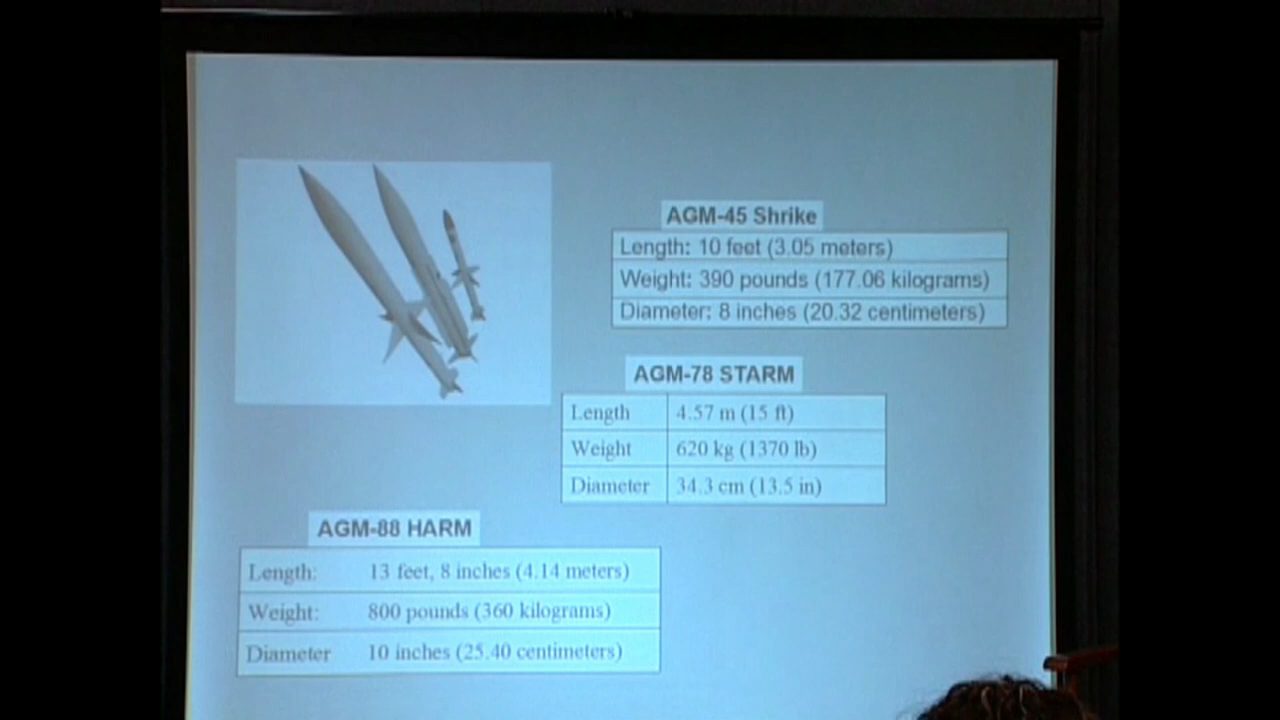 AGM-45 Shrike
Length: 10 feet (3.05 meters)
Weight: 390 pounds (177.06 kilograms)
Diameter: 8 inches (20.32 centimeters)
AGM-78 STARM
Length 4.57 m (15 ft)
Weight 620 kg (1370 lb)
Diameter 34.3 cm (13.5 in)
AGM-88 HARM
Length: 13 feet, 8 inches (4.14 meters)
Weight: 800 pounds (360 kilograms)
Diameter 10 inches (25.40 centimeters)